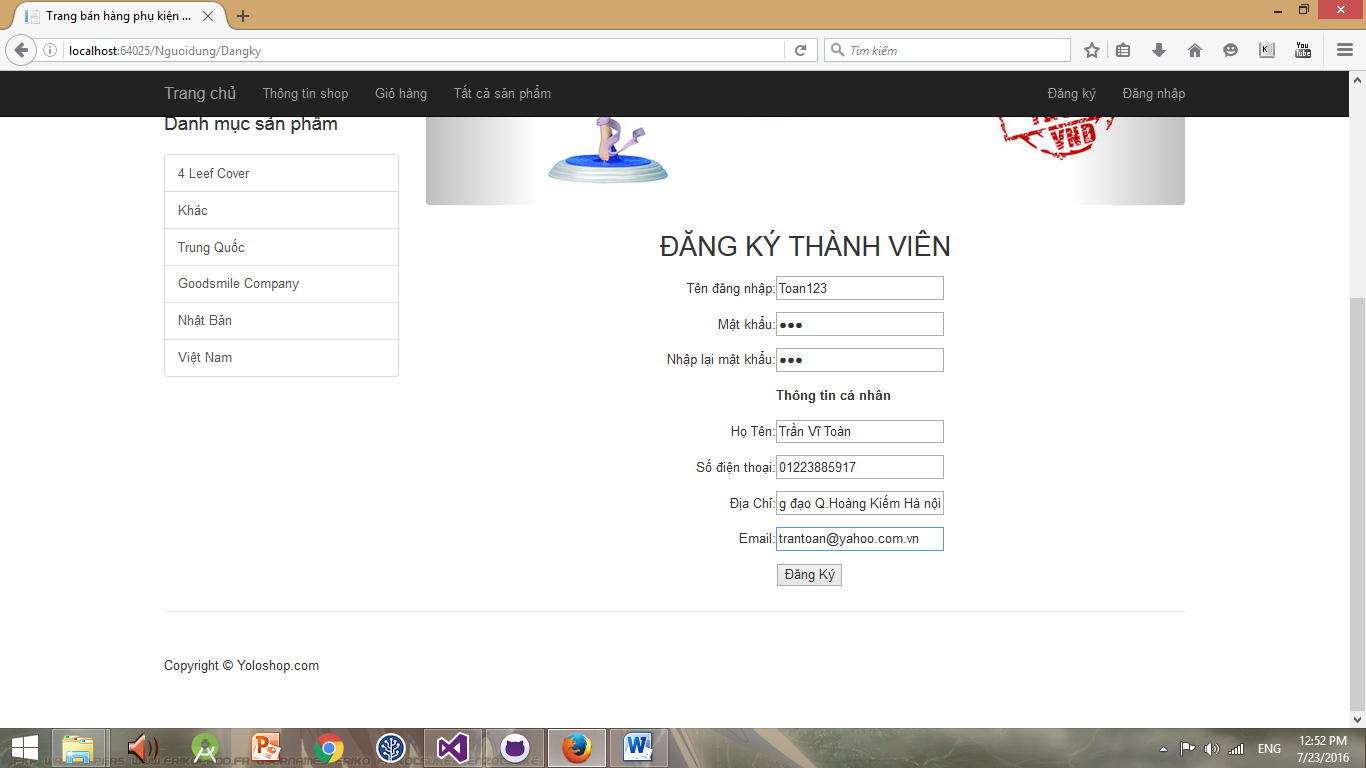 Trang bán hàng phụ kiện ...
localhost:64025/Nguoidung/Dangky
Tìm kiếm
You
Tube
Trang chủ Thông tin shop Giỏ hàng Tất cả sản phẩm Đăng ký Đăng nhập
Danh mục sản phẩm
VND
4 Leef Cover
Khác
Trung Quốc
Goodsmile Company
Nhật Bản
Việt Nam
ĐĂNG KÝ THÀNH VIÊN
Tên đăng nhập: Toan123
Mật khẩu: ●●●
Nhập lại mật khẩu: ●●●
Thông tin cá nhân
Họ Tên: Trần Vĩ Toàn
Số điện thoại: 01223885917
Địa Chỉ: g đạo Q.Hoàng Kiếm Hà nội
Email: trantoan@yahoo.com.vn
Đăng Ký
Copyright © Yoloshop.com
ENG
12:52 PM
7/23/2016